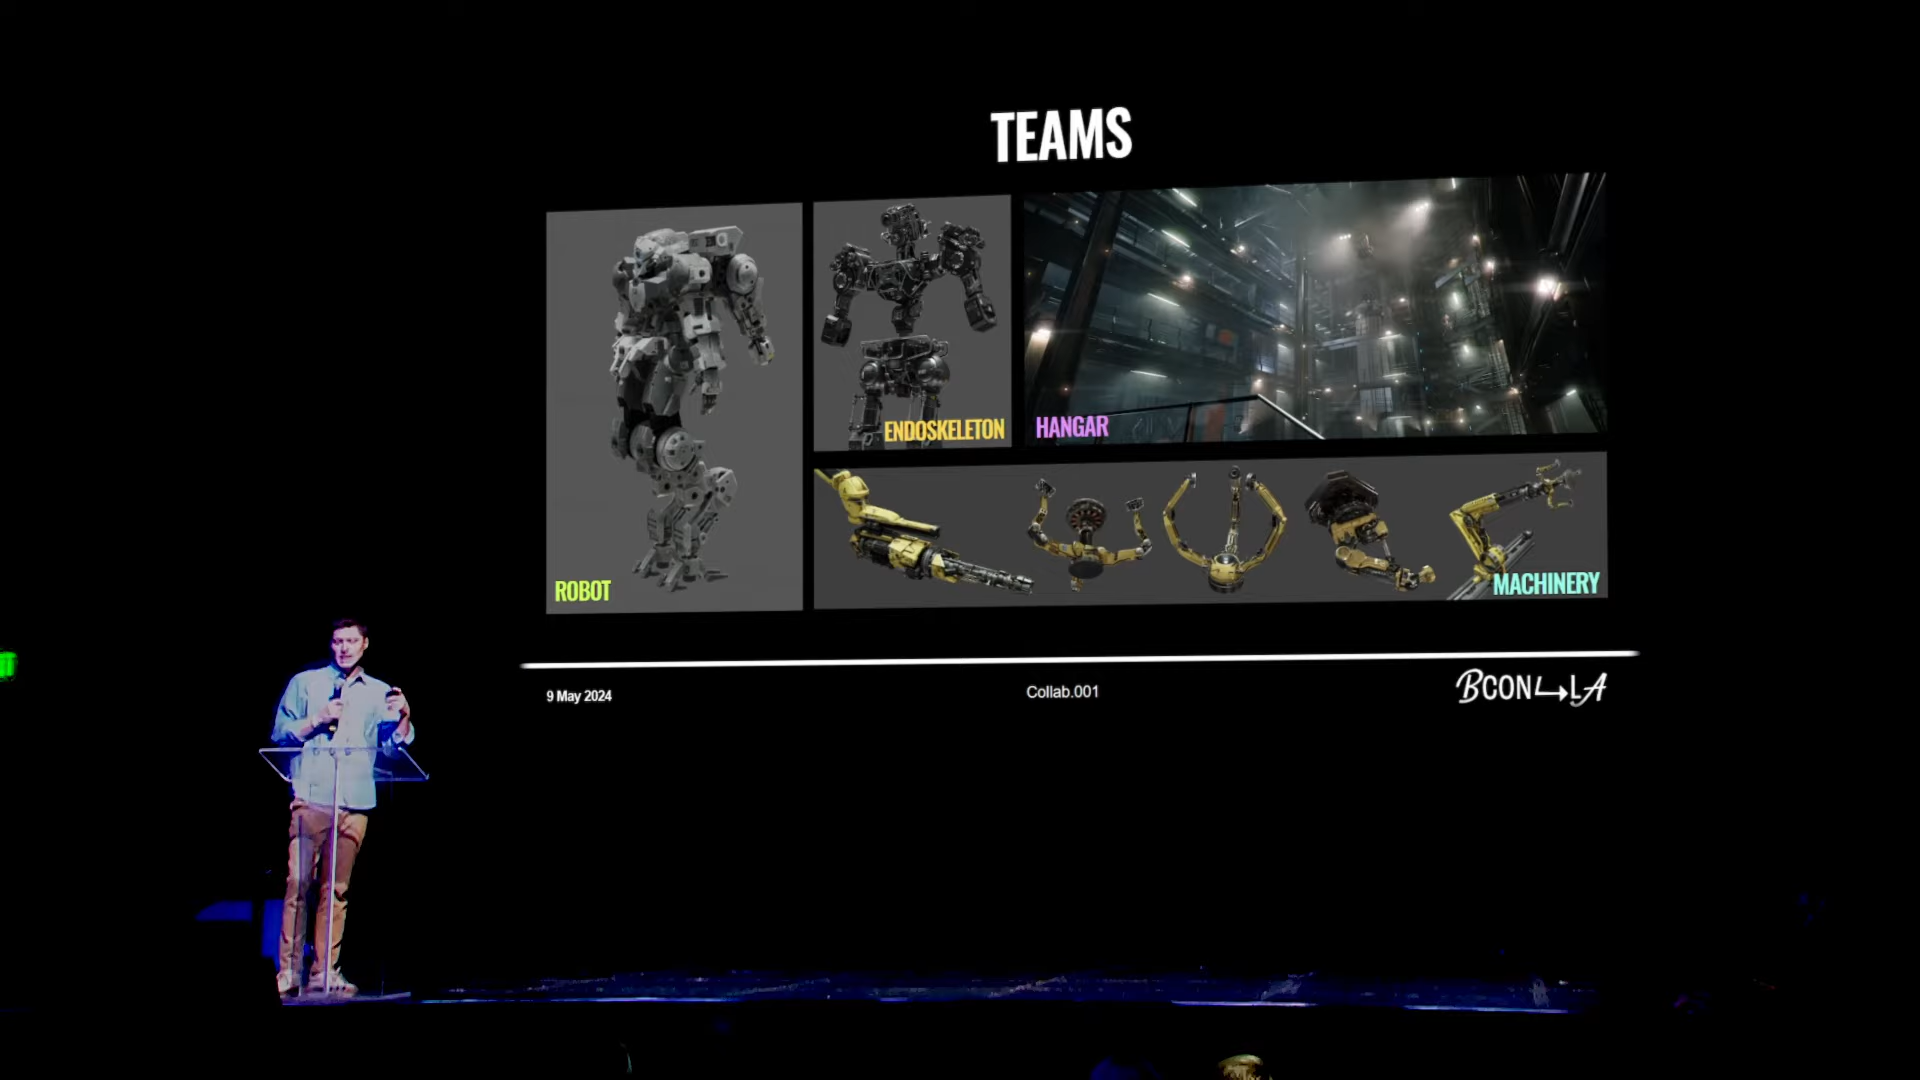 TEAMS
ROBOT
ENDOSKELETON
HANGAR
MACHINERY
9 May 2024
Collab.001
BCON LA